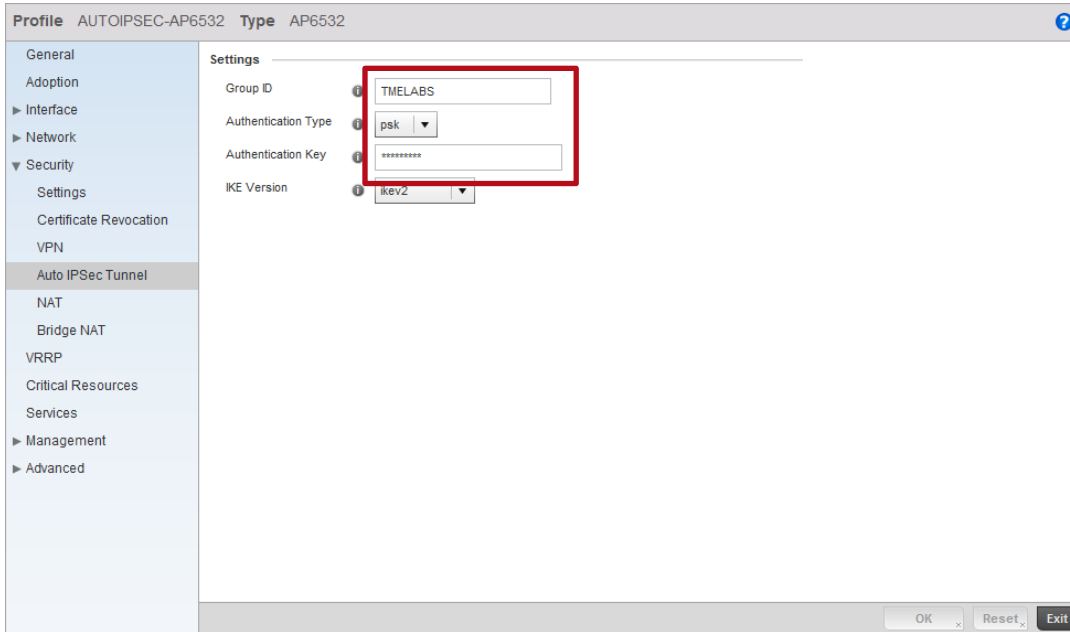 Profile AUTOIPSEC-AP6532 Type AP6532
General
Adoption
Interface
Network
Security
Settings
Certificate Revocation
VPN
Auto IPSec Tunnel
NAT
Bridge NAT
VRRP
Critical Resources
Services
Management
Advanced
Settings
Group ID TMELABS
Authentication Type psk
Authentication Key *********
IKE Version ikev2
OK Reset Exit